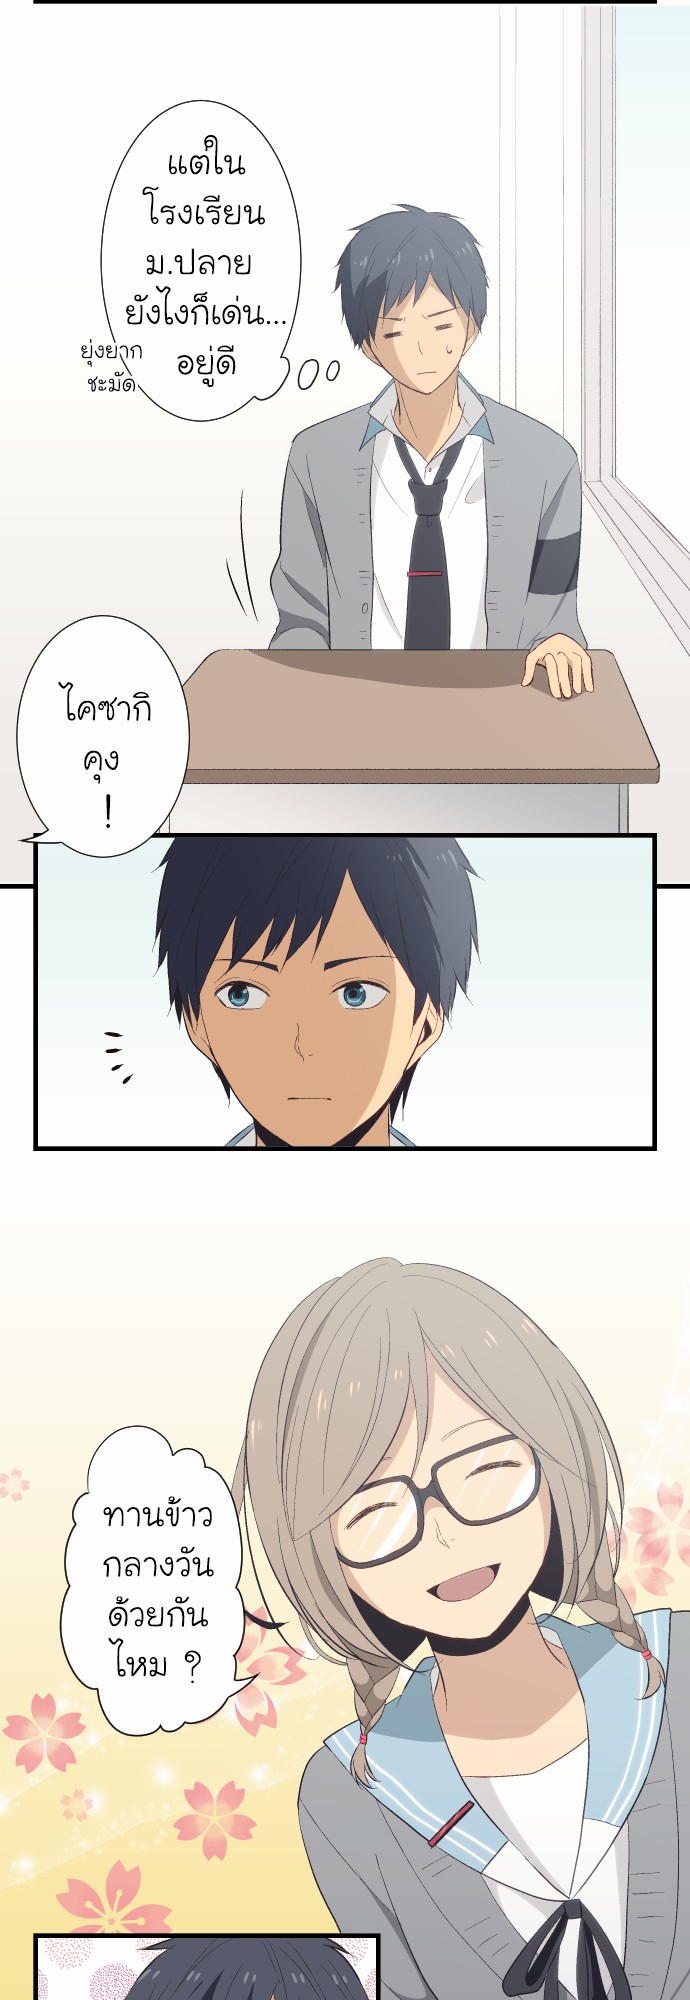 แต่ใน
โรงเรียน
ม.ปลาย
ยังไงก็เด่น...
อยู่ดี
ยุ่งยาก
ชะมัด
ไคซากิ
คุง
!
ทานข้าว
กลางวัน
ด้วยกัน
ไหม ?